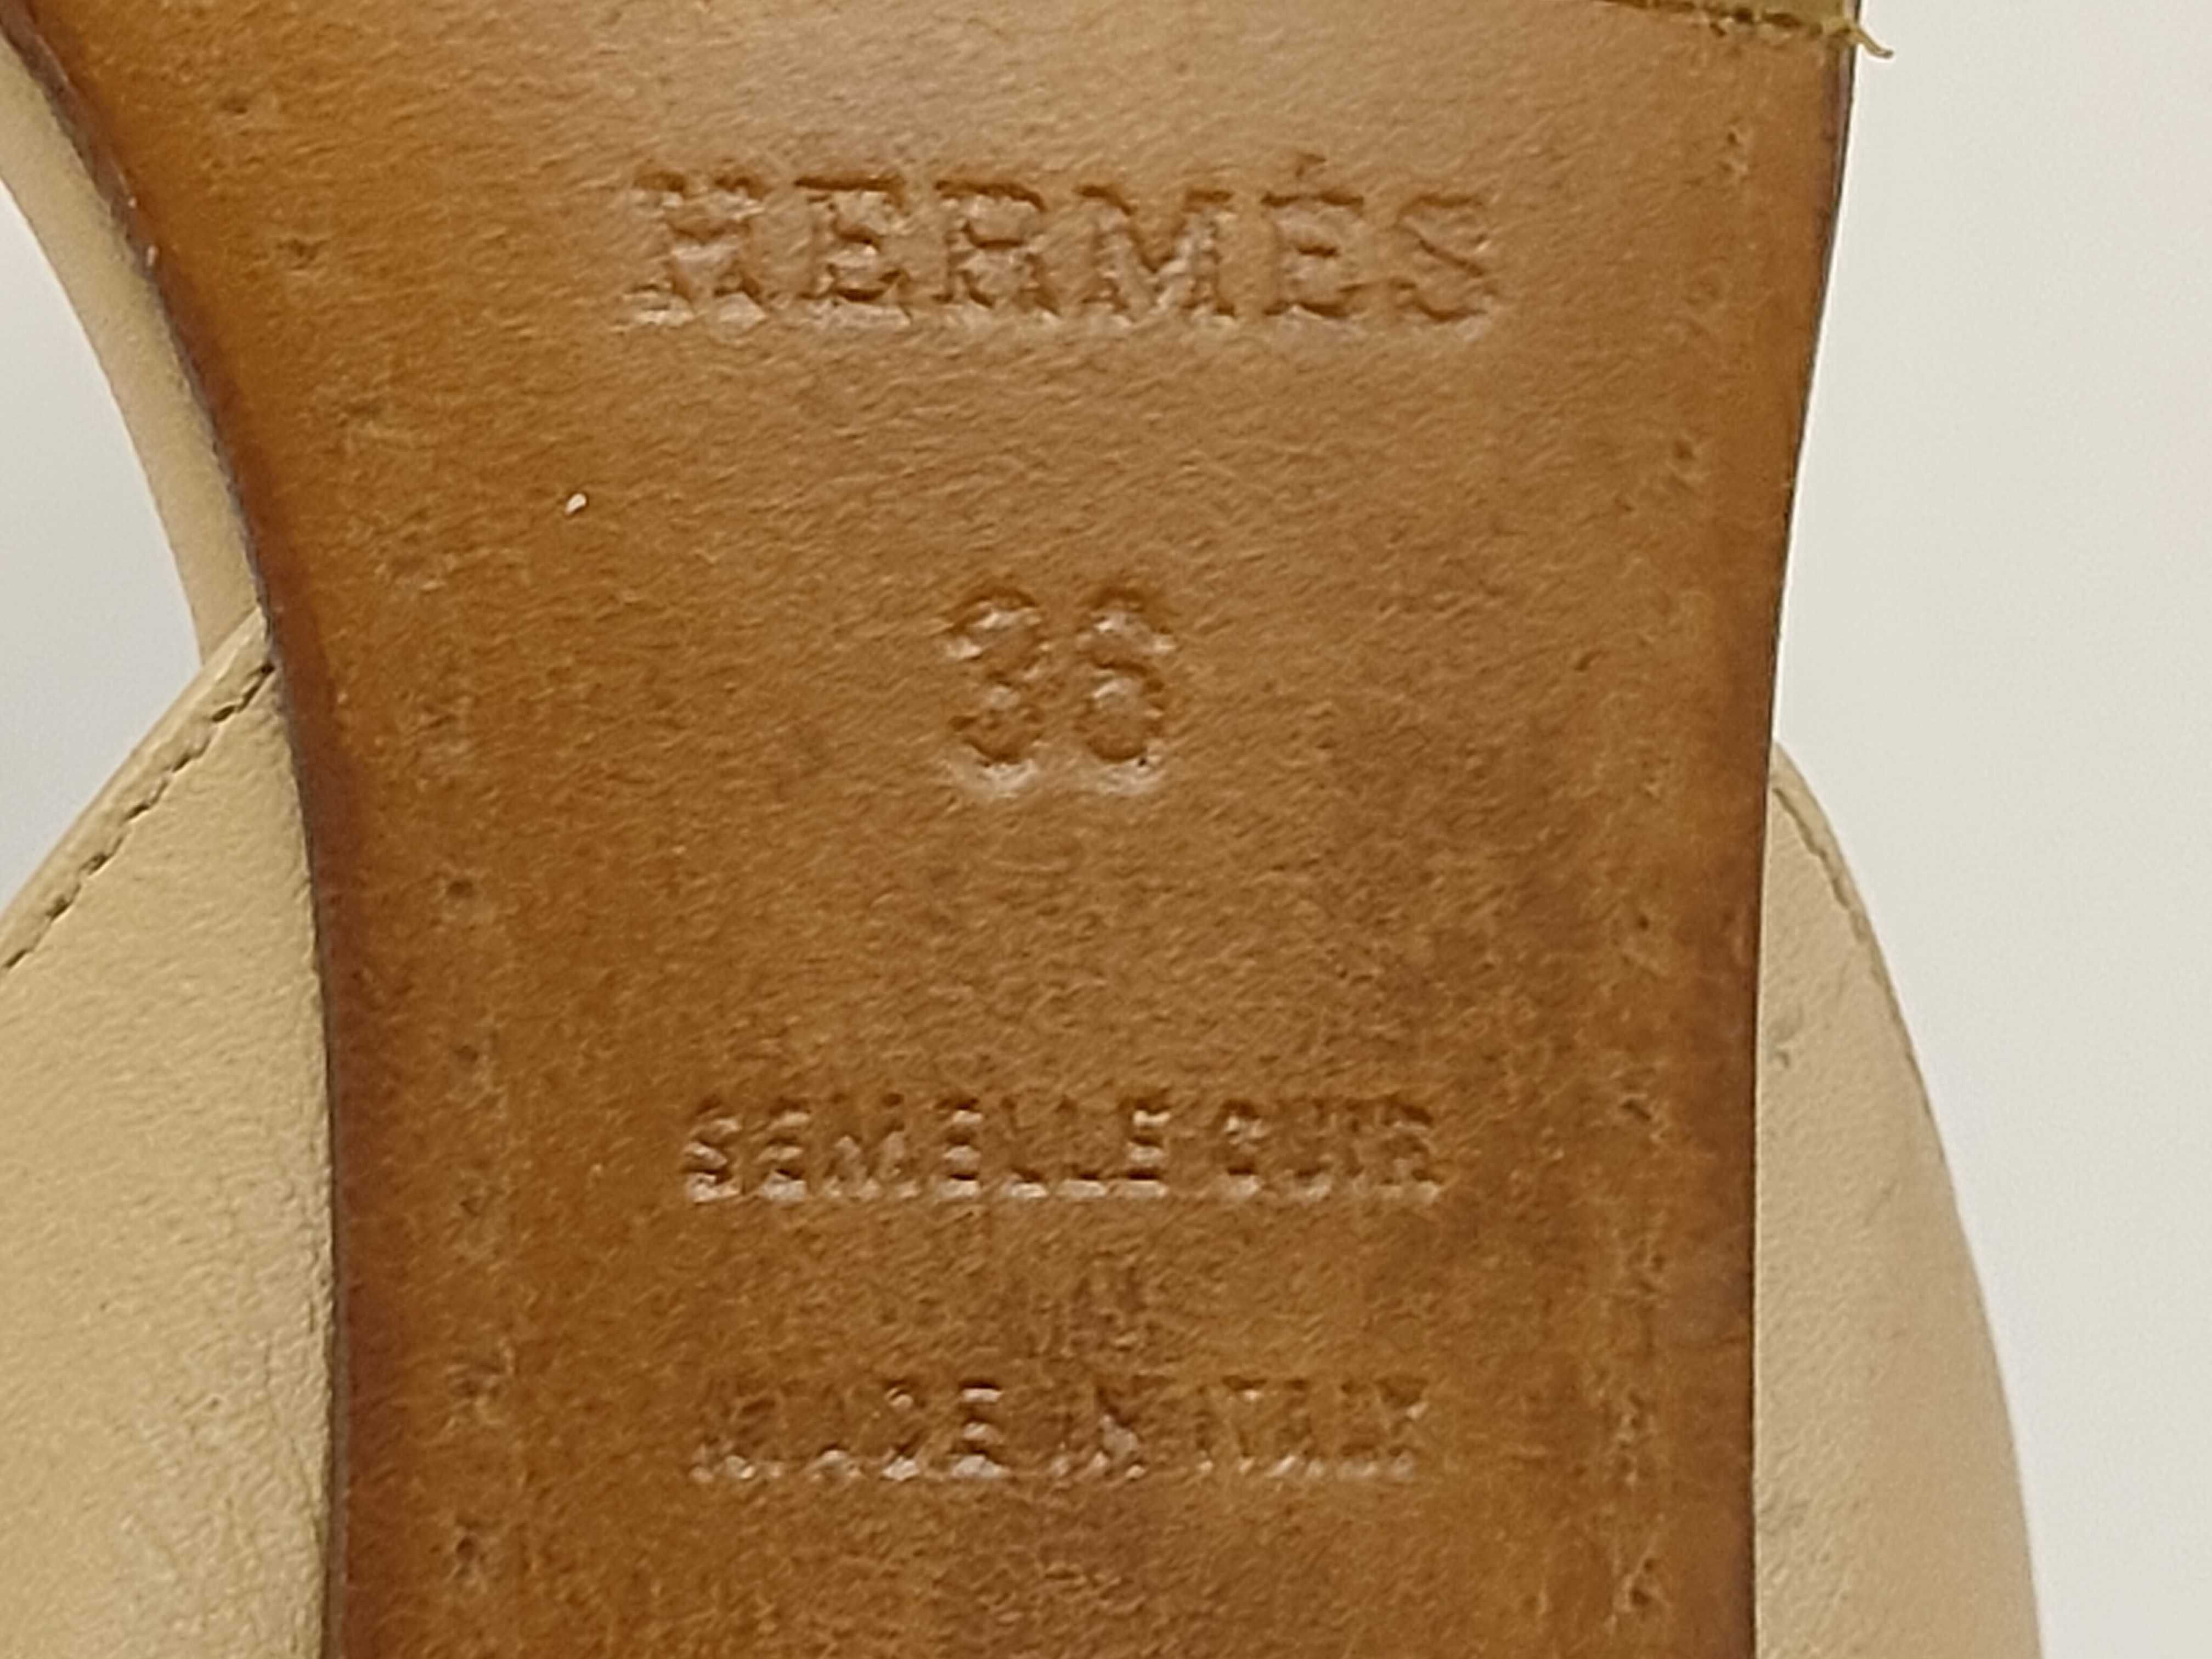 HERMÈS
36
SEMELLE CUIR
MADE IN ITALY